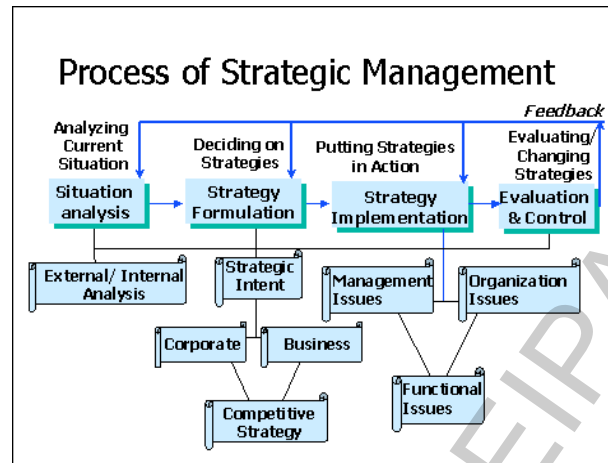 Process of Strategic Management
Feedback
Analyzing
Current
Situation
Deciding on
Strategies
Putting Strategies
in Action
Evaluating/
Changing
Strategies
Situation
analysis
Strategy
Formulation
Strategy
Implementation
Evaluation
& Control
External/ Internal
Analysis
Strategic
Intent
Management
Issues
Organization
Issues
Corporate
Business
Competitive
Strategy
Functional
Issues
EIPA